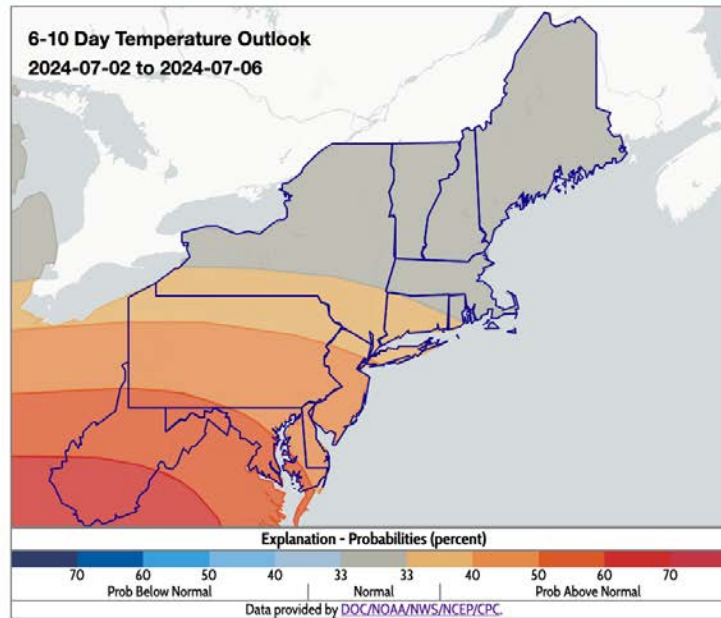 6-10 Day Temperature Outlook
2024-07-02 to 2024-07-06
Explanation - Probabilities (percent)
70 60 50 40 33 33 40 50 60 70
Prob Below Normal | Normal | Prob Above Normal
Data provided by DOC/NOAA/NWS/NCEP/CPC.